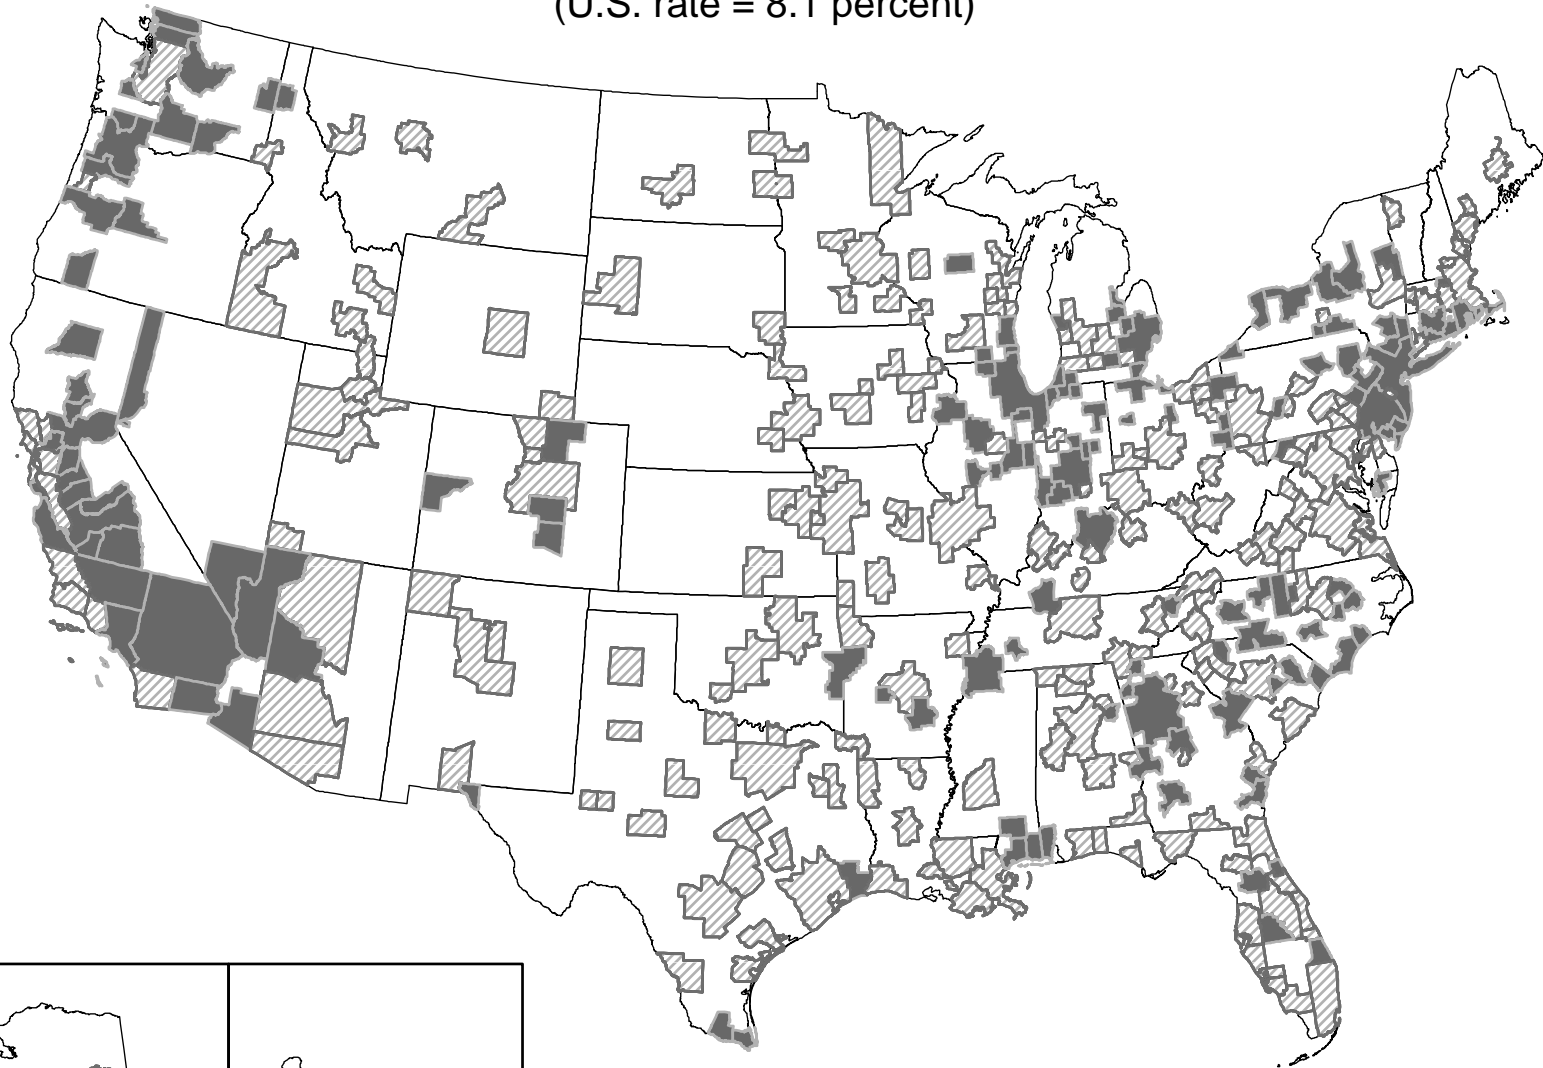 (U.S. rate = 8.1 percent)